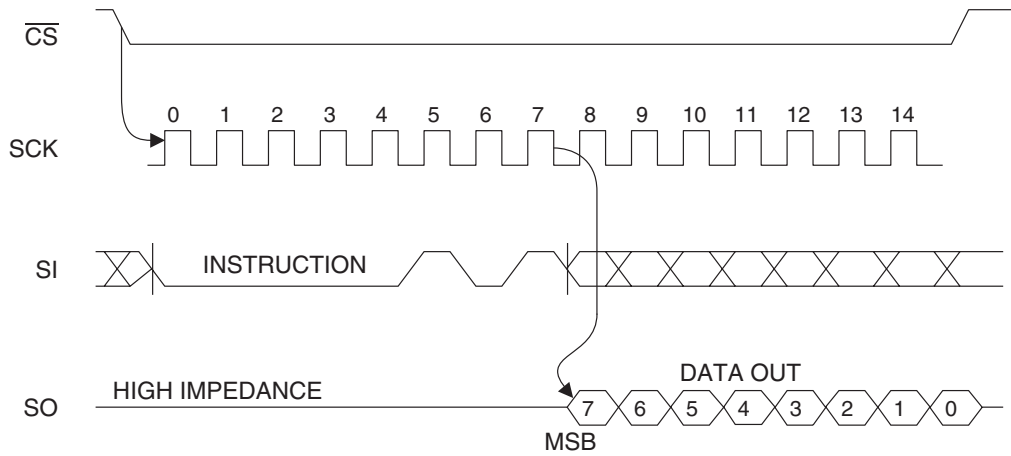 CS
0 1 2 3 4 5 6 7 8 9 10 11 12 13 14
SCK
SI INSTRUCTION
HIGH IMPEDANCE DATA OUT
SO 7 6 5 4 3 2 1 0
MSB